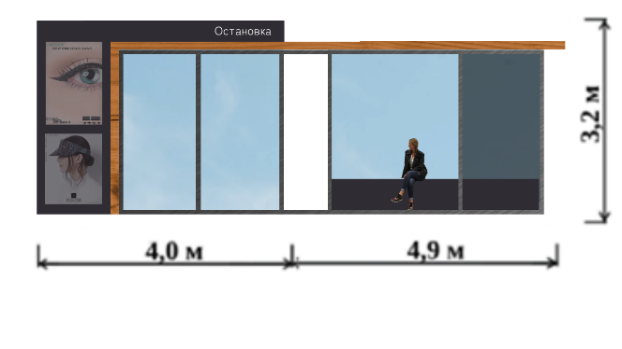 Остановка
3,2 м
4,0 м
4,9 м